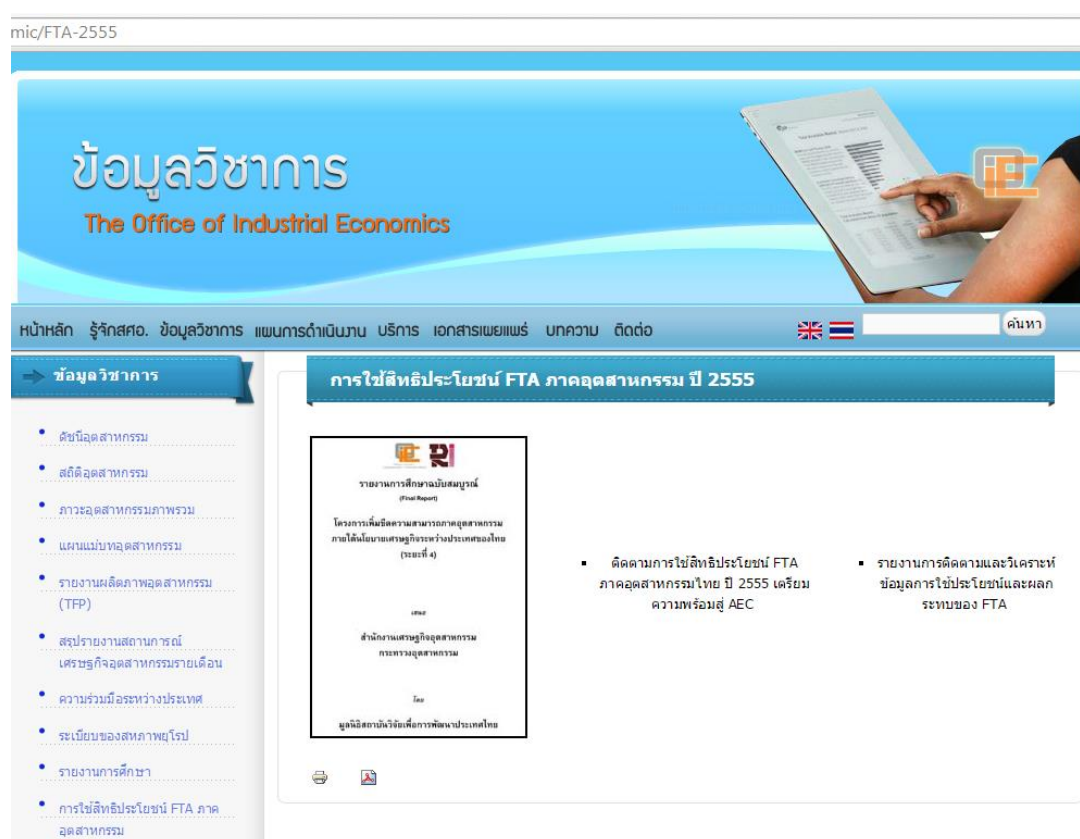 mic/FTA-2555
ข้อมูลวิชาการ
The Office of Industrial Economics
หน้าหลัก รู้จักสศอ. ข้อมูลวิชาการ แผนการดำเนินงาน บริการ เอกสารเผยแพร่ บทความ ติดต่อ
ค้นหา
ข้อมูลวิชาการ
ดัชนีอุตสาหกรรม
สถิติอุตสาหกรรม
ภาวะอุตสาหกรรมภาพรวม
แผนแม่บทอุตสาหกรรม
รายงานผลิตภาพอุตสาหกรรม
(TFP)
สรุปรายงานสถานการณ์
เศรษฐกิจอุตสาหกรรมรายเดือน
ความร่วมมือระหว่างประเทศ
ระเบียบของสหภาพยุโรป
รายงานการศึกษา
การใช้สิทธิประโยชน์ FTA ภาค
อุตสาหกรรม
การใช้สิทธิประโยชน์ FTA ภาคอุตสาหกรรม ปี 2555
รายงานการศึกษาฉบับสมบูรณ์
(Final Report)
โครงการเพิ่มขีดความสามารถภาคอุตสาหกรรม
ภายใต้นโยบายเศรษฐกิจระหว่างประเทศของไทย
(ระยะที่ 4)
เสนอ
สำนักงานเศรษฐกิจอุตสาหกรรม
กระทรวงอุตสาหกรรม
โดย
มูลนิธิสถาบันวิจัยเพื่อการพัฒนาประเทศไทย
ติดตามการใช้สิทธิประโยชน์ FTA
ภาคอุตสาหกรรมไทย ปี 2555 เตรียม
ความพร้อมสู่ AEC
รายงานการติดตามและวิเคราะห์
ข้อมูลการใช้ประโยชน์และผลก
ระทบของ FTA